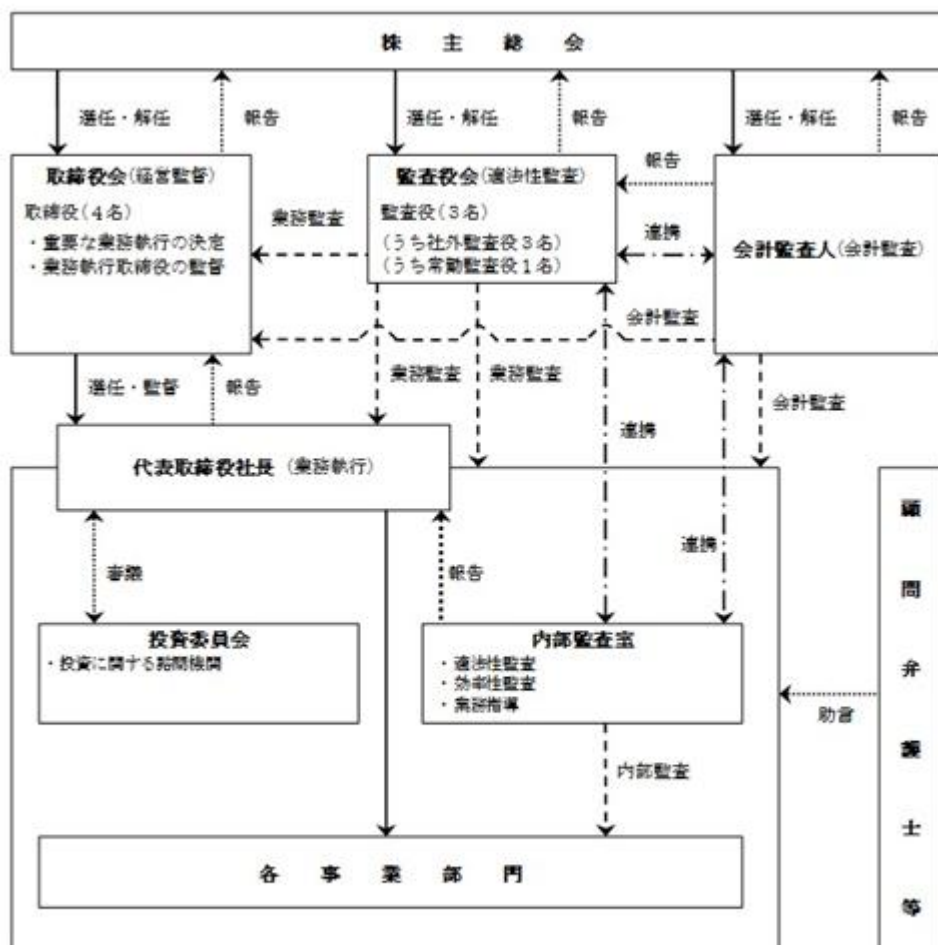 株主総会
選任・解任
報告
選任・解任
報告
選任・解任
報告
取締役会(経営監督)
取締役(4名)
・重要な業務執行の決定
・業務執行取締役の監督
業務監査
監査役会(適法性監査)
監査役(3名)
(うち社外監査役3名)
(うち常勤監査役1名)
報告
連携
会計監査人(会計監査)
会計監査
選任・監督
報告
業務監査
業務監査
会計監査
連携
代表取締役社長(業務執行)
連携
審議
報告
投資委員会
・投資に関する諮問機関
内部監査室
・適法性監査
・効率性監査
・業務指導
顧問弁護士等
助言
内部監査
各事業部門